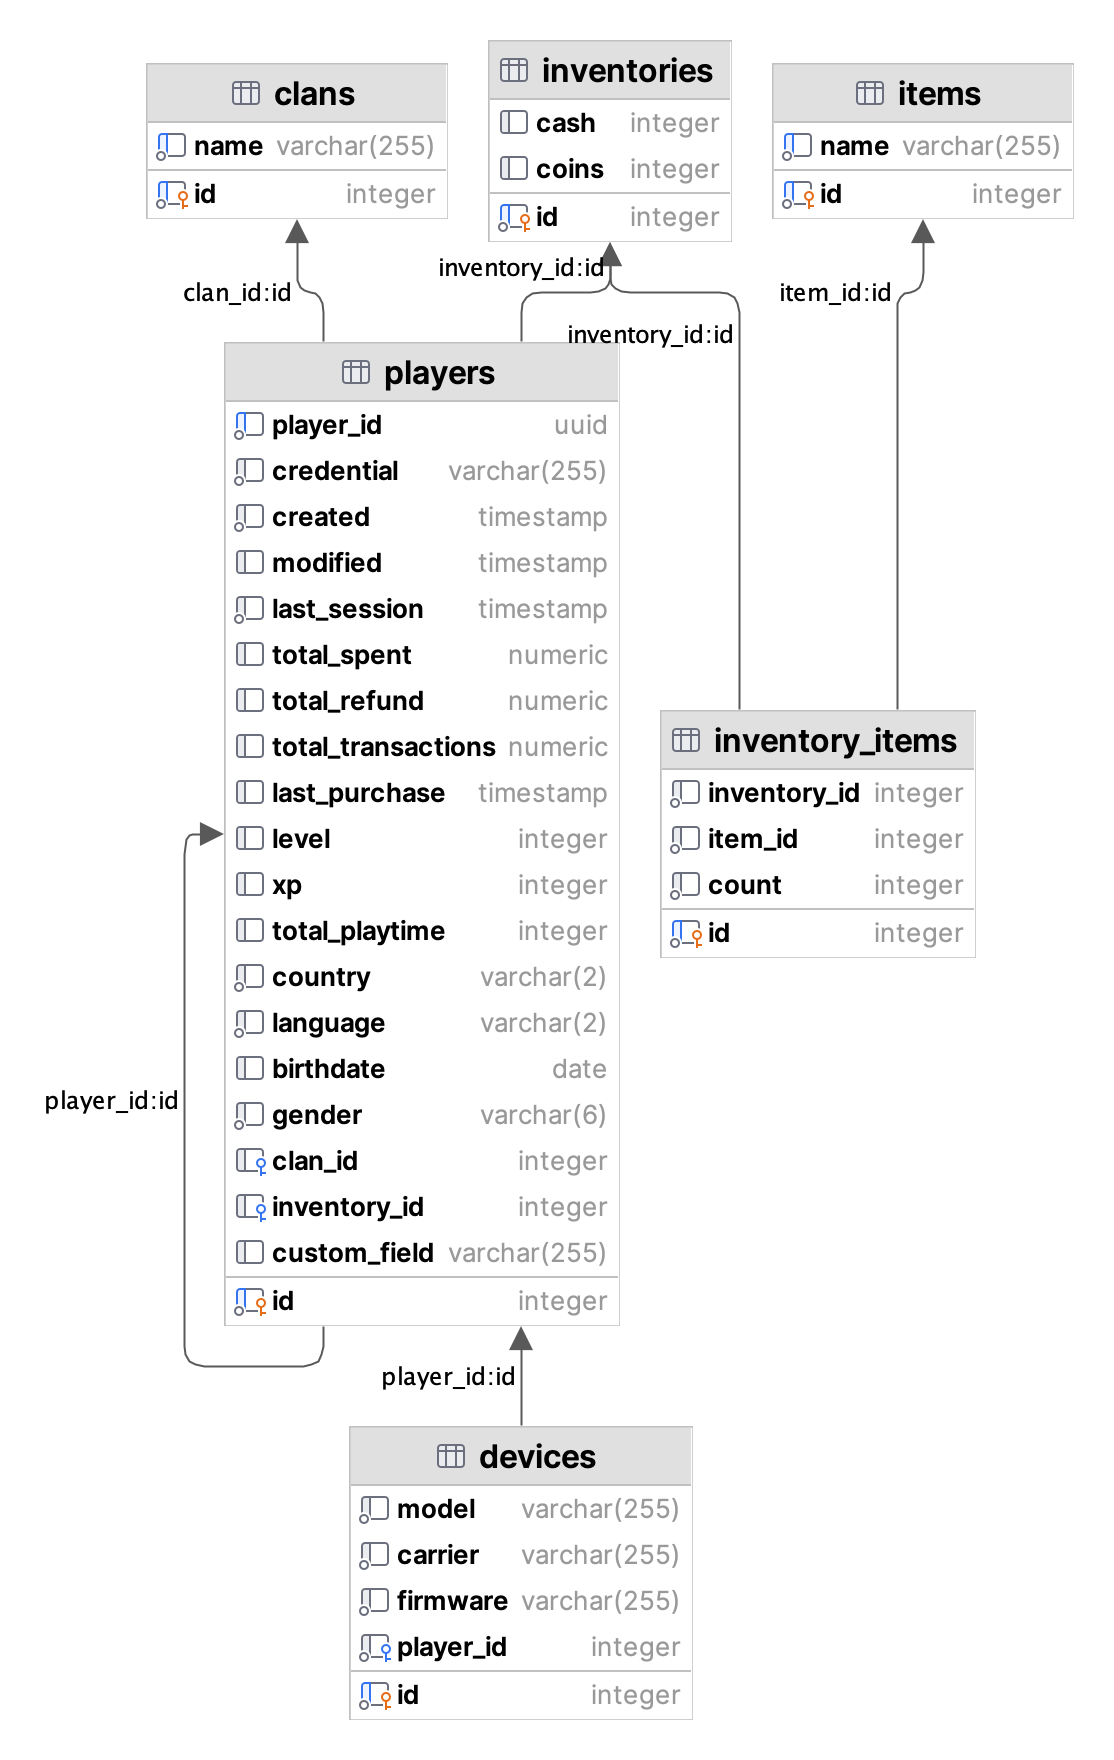 clans
name varchar(255)
id integer
inventories
cash integer
coins integer
id integer
items
name varchar(255)
id integer
clan_id:id
inventory_id:id
inventory_id:id
item_id:id
players
player_id uuid
credential varchar(255)
created timestamp
modified timestamp
last_session timestamp
total_spent numeric
total_refund numeric
total_transactions numeric
last_purchase timestamp
level integer
xp integer
total_playtime integer
country varchar(2)
language varchar(2)
birthdate date
gender varchar(6)
clan_id integer
inventory_id integer
custom_field varchar(255)
id integer
inventory_items
inventory_id integer
item_id integer
count integer
id integer
player_id:id
player_id:id
devices
model varchar(255)
carrier varchar(255)
firmware varchar(255)
player_id integer
id integer